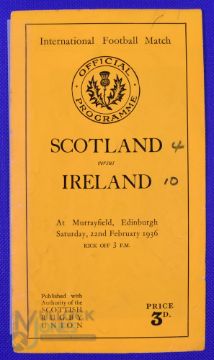 International Football Match
OFFICIAL
PROGRAMME
SCOTLAND 4
versus
IRELAND 10
At Murrayfield, Edinburgh
Saturday, 22nd February 1936
KICK OFF 3 P.M.
Published with
Authority of the
SCOTTISH
RUGBY
UNION
PRICE
3D.